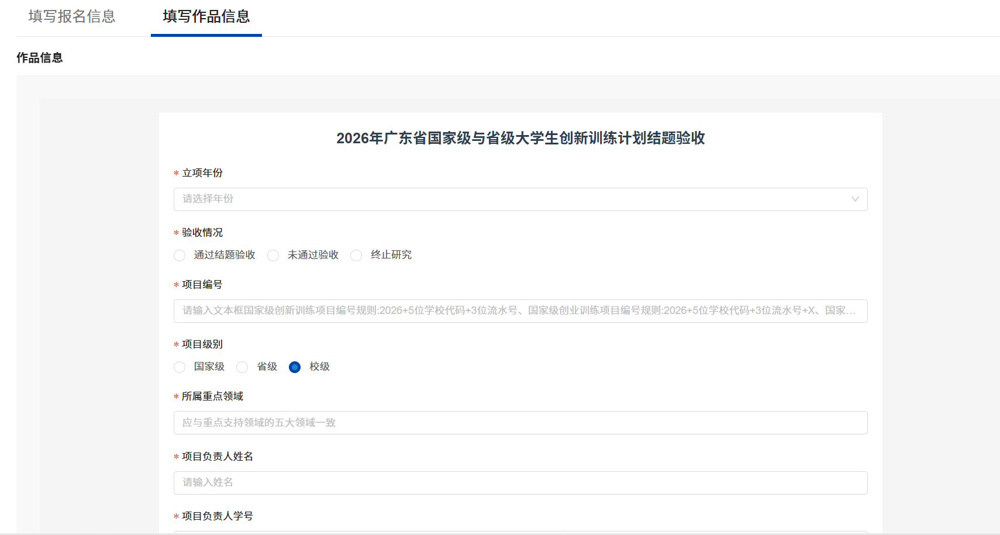 填写报名信息 填写作品信息
作品信息
2026年广东省国家级与省级大学生创新训练计划结题验收
* 立项年份
请选择年份
* 验收情况
通过结题验收 未通过验收 终止研究
* 项目编号
请输入文本框国家级创新训练项目编号规则:2026+5位学校代码+3位流水号、国家级创业训练项目编号规则:2026+5位学校代码+3位流水号+X、国家...
* 项目级别
国家级 省级 校级
* 所属重点领域
应与重点支持领域的五大领域一致
* 项目负责人姓名
请输入姓名
* 项目负责人学号